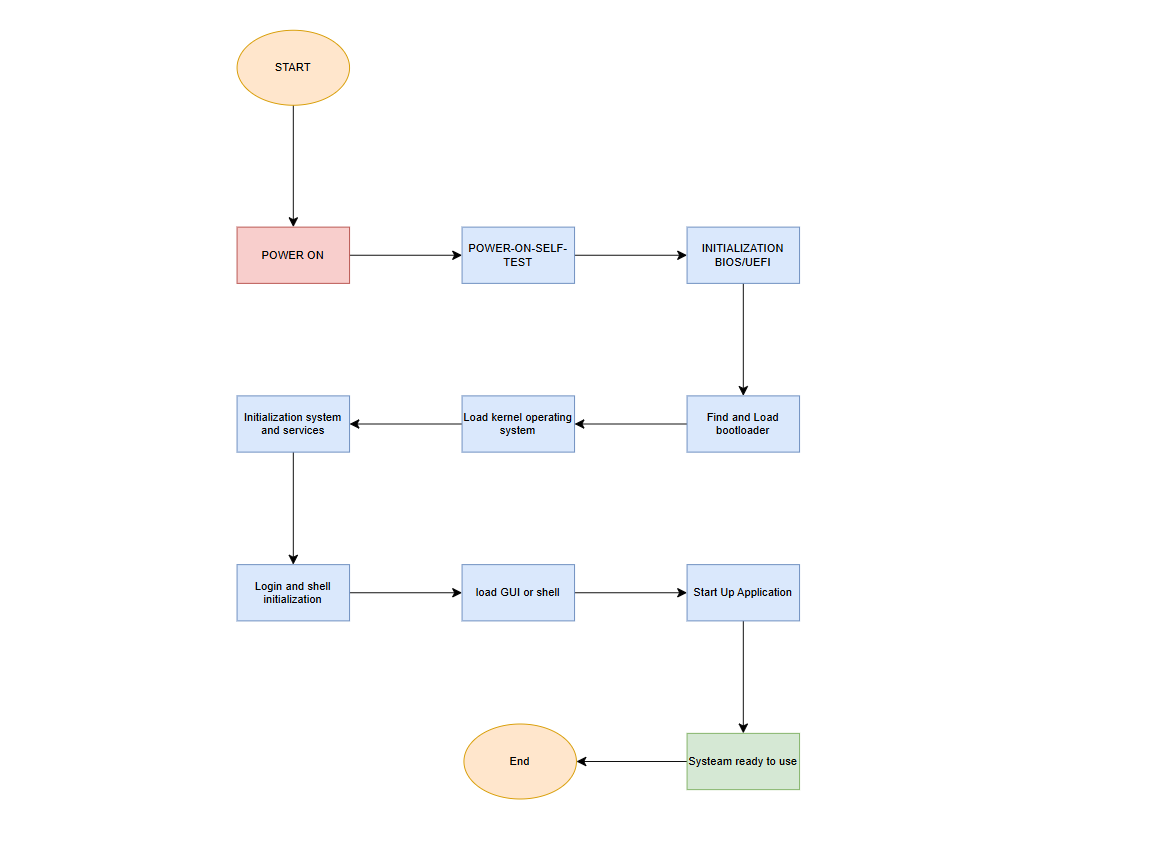 START
POWER ON
POWER-ON-SELF-
TEST
INITIALIZATION
BIOS/UEFI
Find and Load
bootloader
Load kernel operating
system
Initialization system
and services
Login and shell
initialization
load GUI or shell
Start Up Application
Systeam ready to use
End